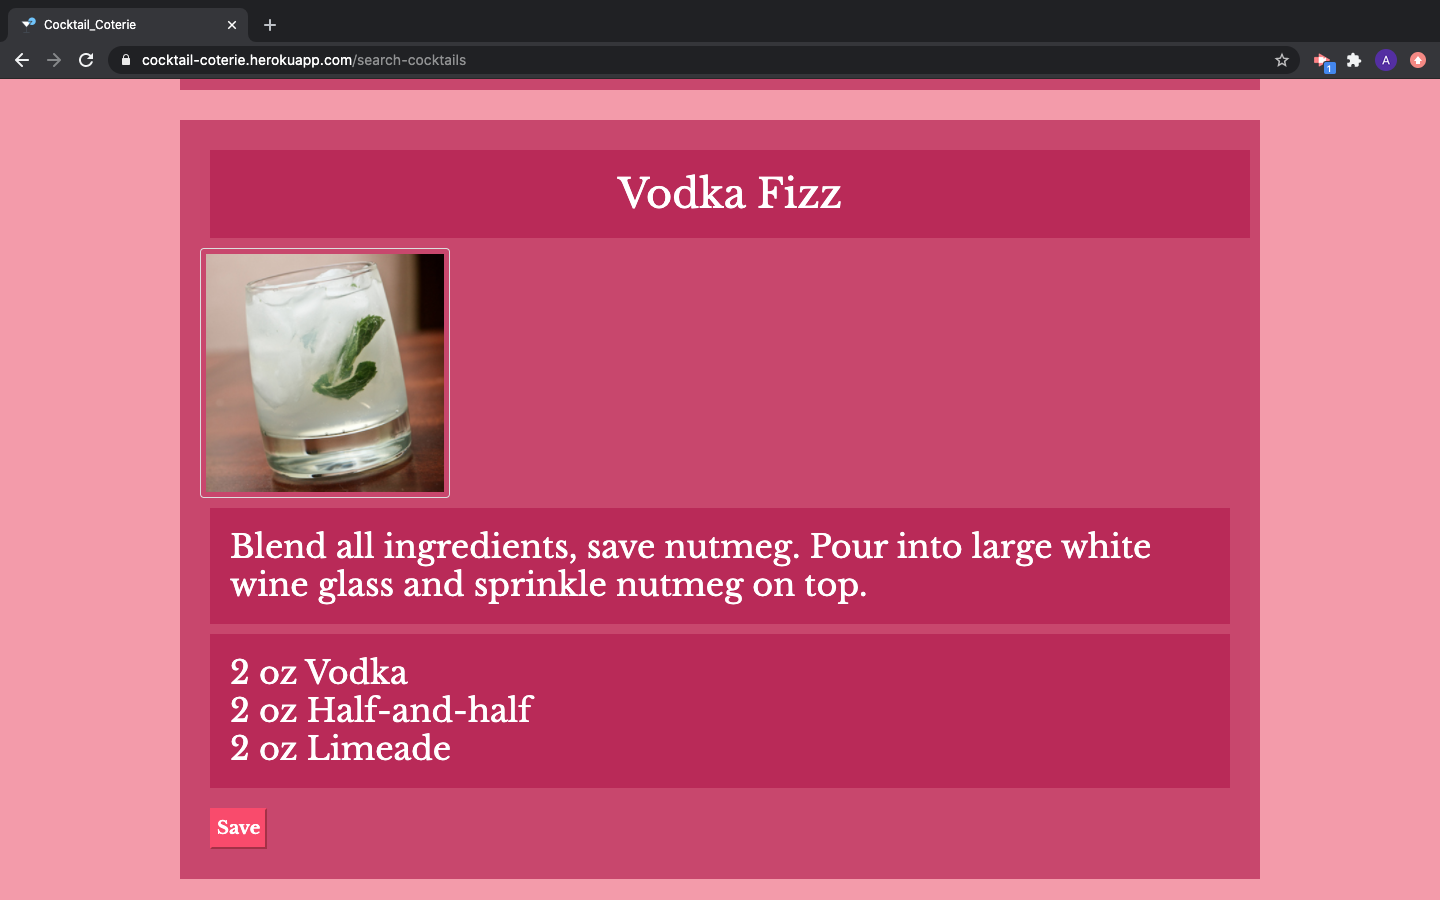 Cocktail_Coterie
cocktail-coterie.herokuapp.com/search-cocktails
1
A
Vodka Fizz
Blend all ingredients, save nutmeg. Pour into large white
wine glass and sprinkle nutmeg on top.
2 oz Vodka
2 oz Half-and-half
2 oz Limeade
Save